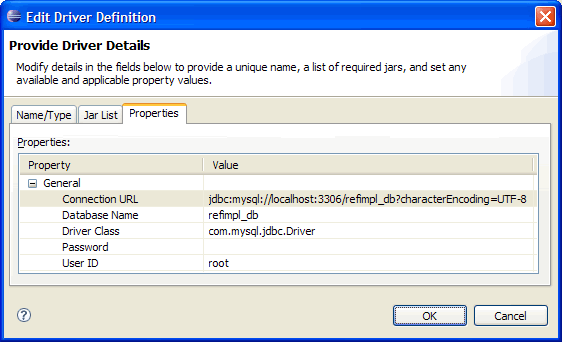 Edit Driver Definition
Provide Driver Details
Modify details in the fields below to provide a unique name, a list of required jars, and set any
available and applicable property values.
Name/Type Jar List Properties
Properties:
Property Value
General
Connection URL jdbc:mysql://localhost:3306/refimpl_db?characterEncoding=UTF-8
Database Name refimpl_db
Driver Class com.mysql.jdbc.Driver
Password
User ID root
? OK Cancel